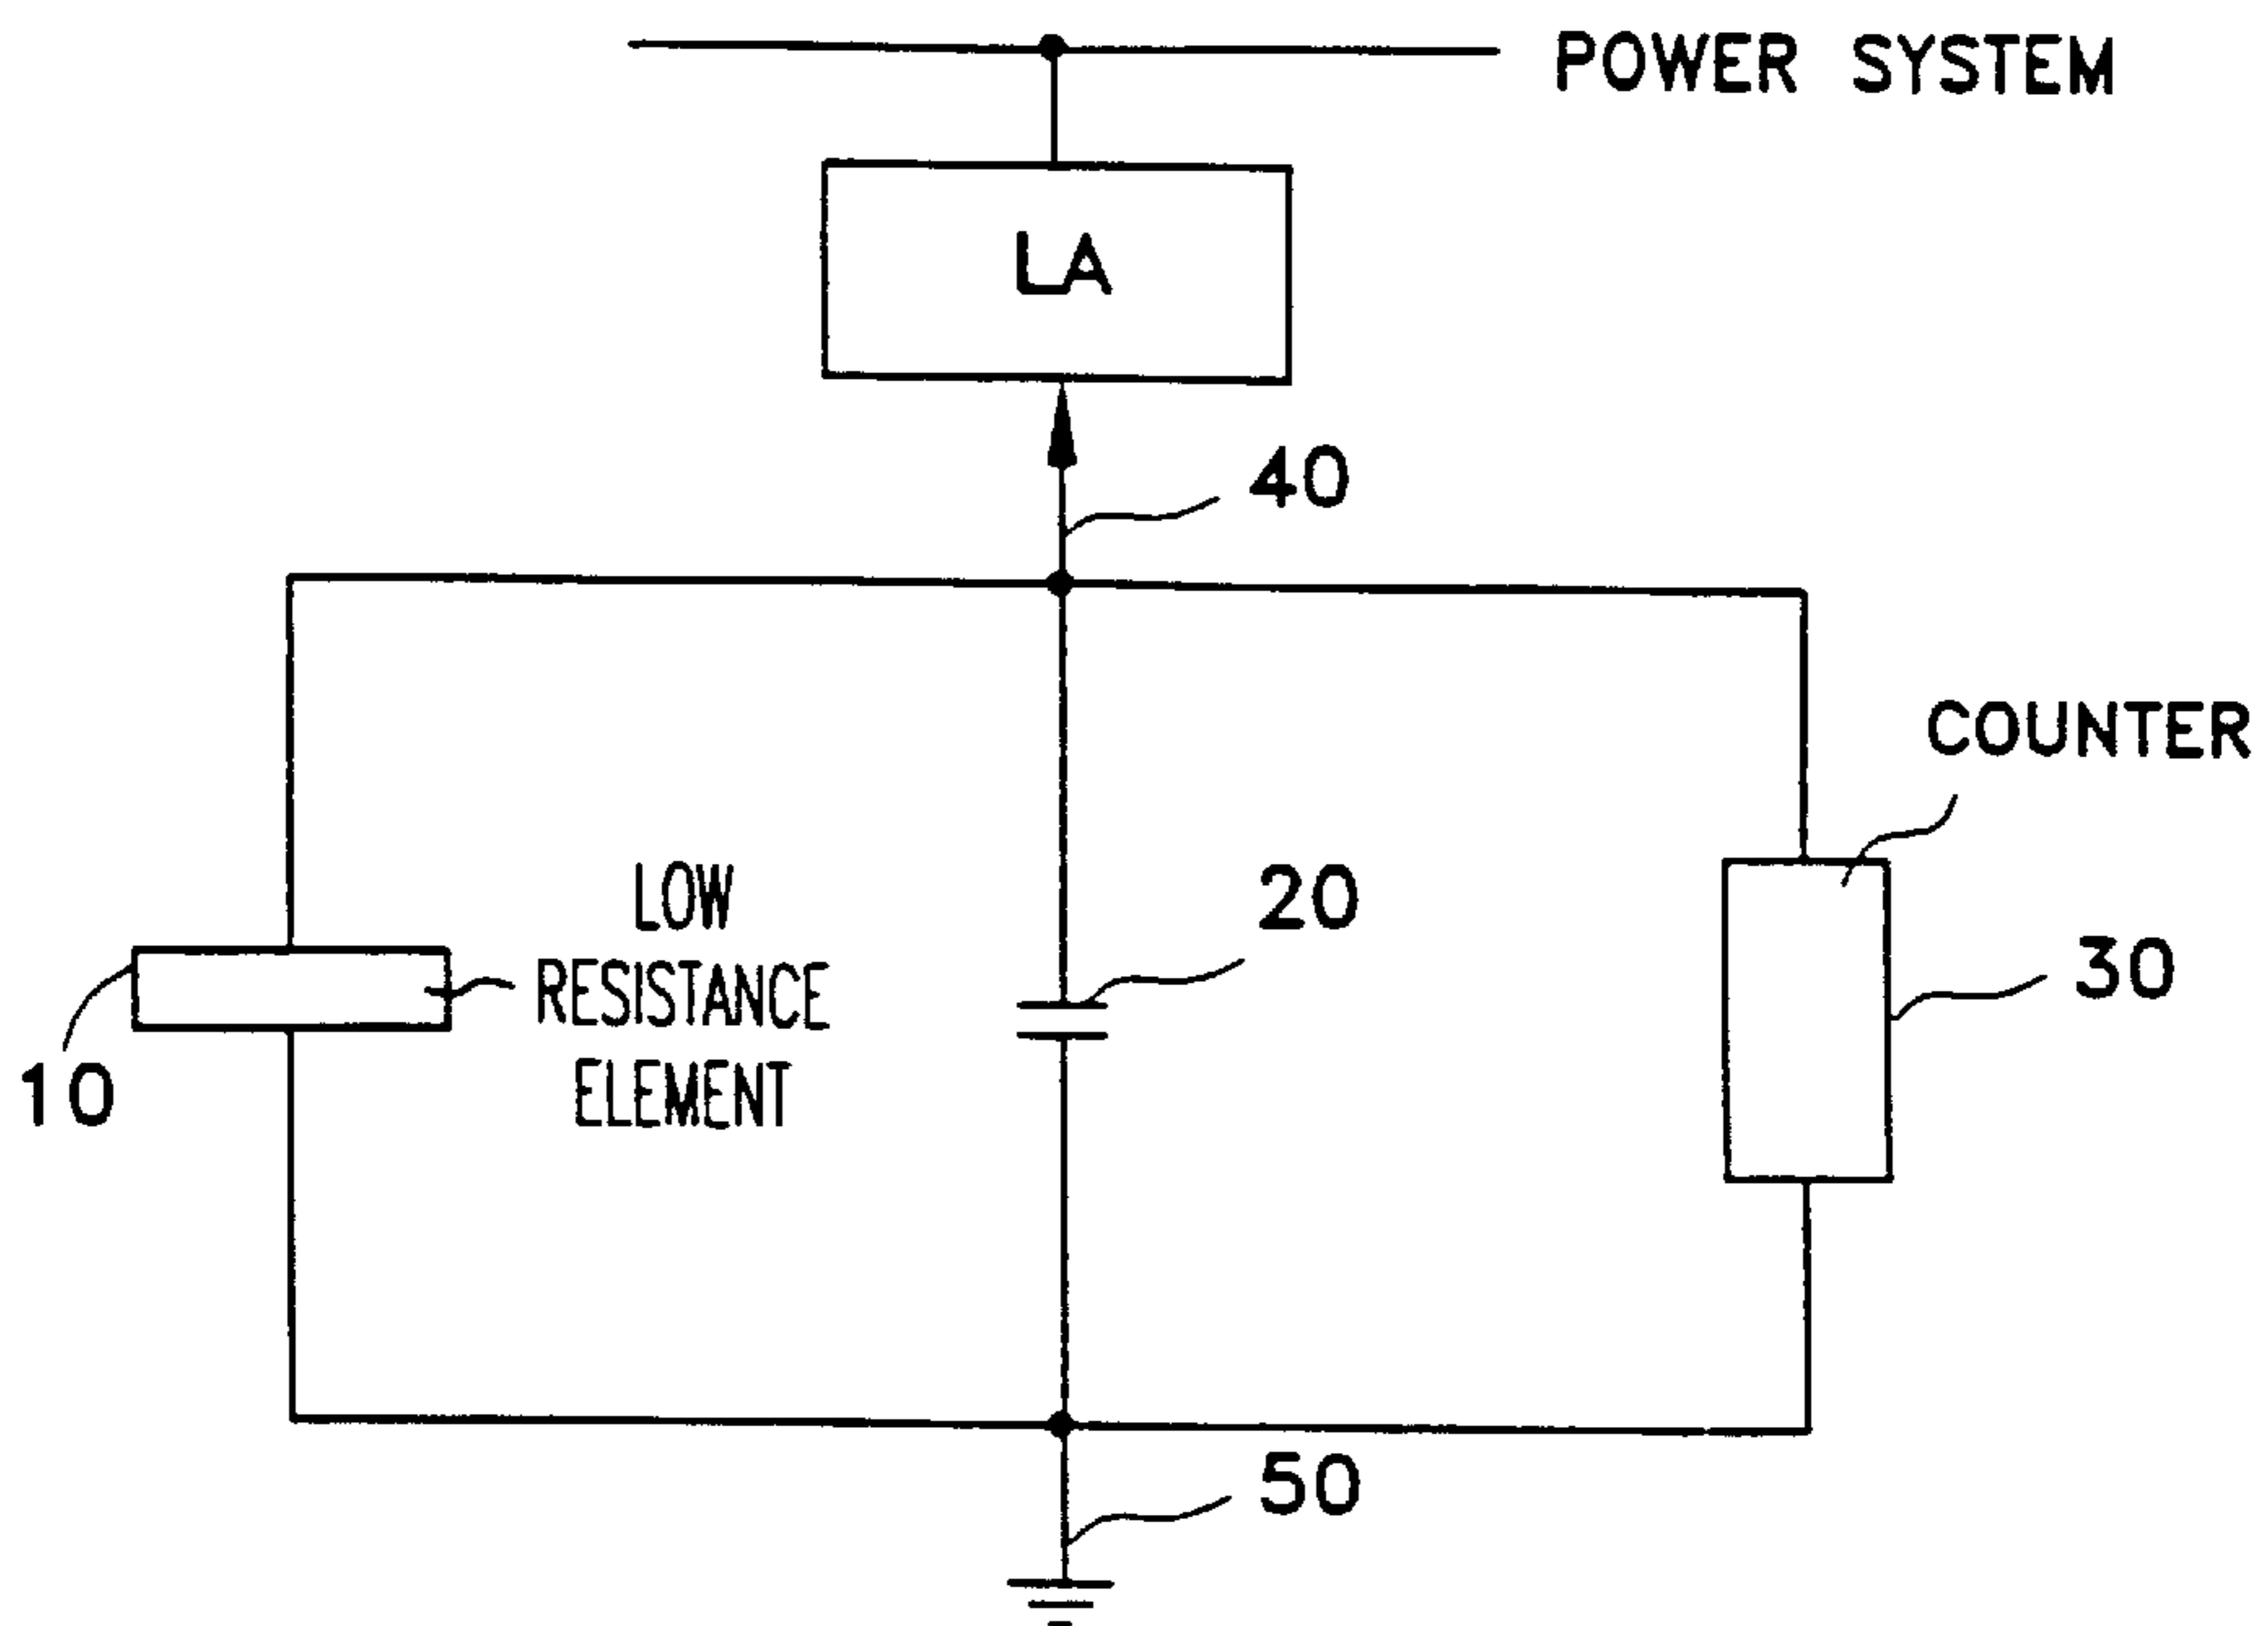 POWER SYSTEM
LA
40
COUNTER
LOW
RESISTANCE
ELEMENT
20
30
10
50